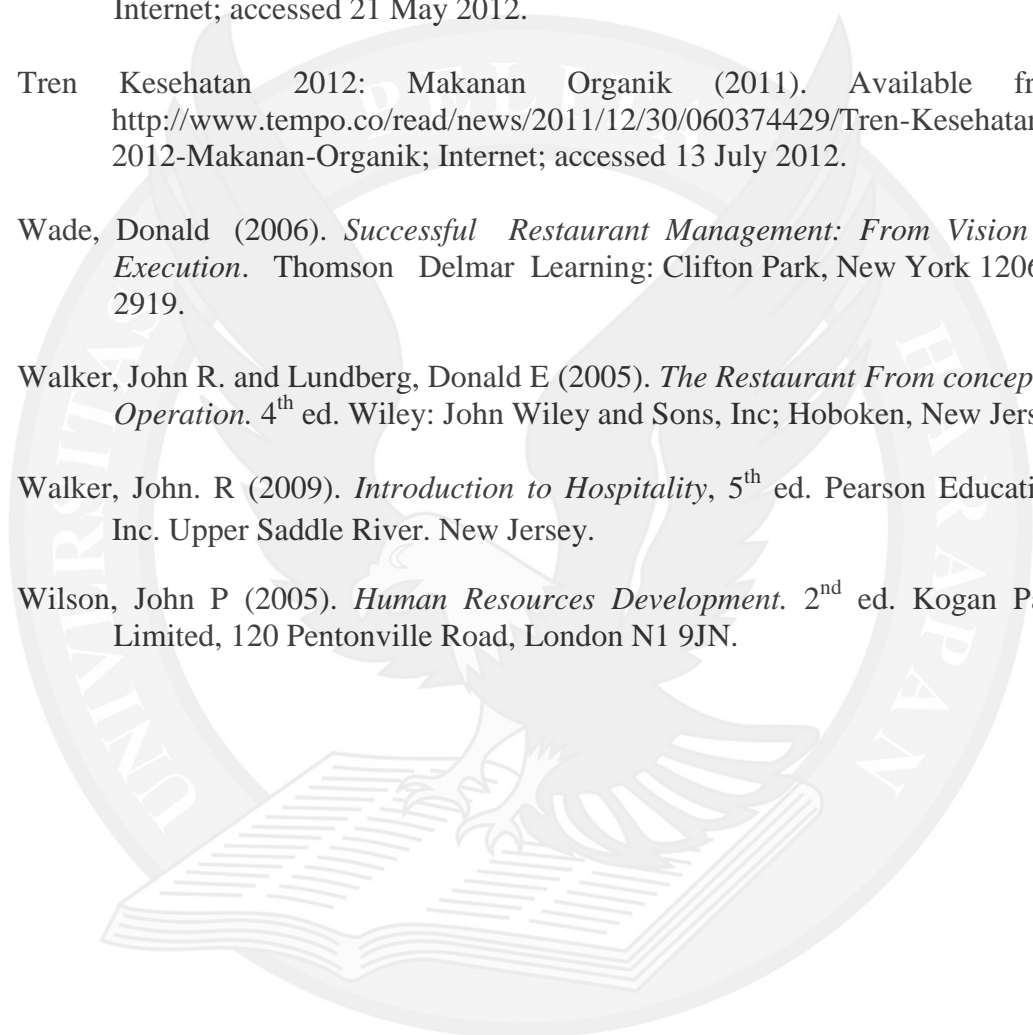 Internet; accessed 21 May 2012.
Tren Kesehatan 2012: Makanan Organik (2011). Available
http://www.tempo.co/read/news/2011/12/30/060374429/Tren-Kesehatan
2012-Makanan-Organik; Internet; accessed 13 July 2012.
Wade, Donald (2006). Successful Restaurant Management: From Vision
Execution. Thomson Delmar Learning: Clifton Park, New York
2919.
Walker, John R. and Lundberg, Donald E (2005). The Restaurant From
Operation. 4th ed. Wiley: John Wiley and Sons, Inc; Hoboken, New
Walker, John. R (2009). Introduction to Hospitality, 5th ed. Pearson
Inc. Upper Saddle River. New Jersey.
Wilson, John P (2005). Human Resources Development. 2nd ed. Kogan
Limited, 120 Pentonville Road, London N1 9JN.
UNIVERSITAS PELITA HARAPAN